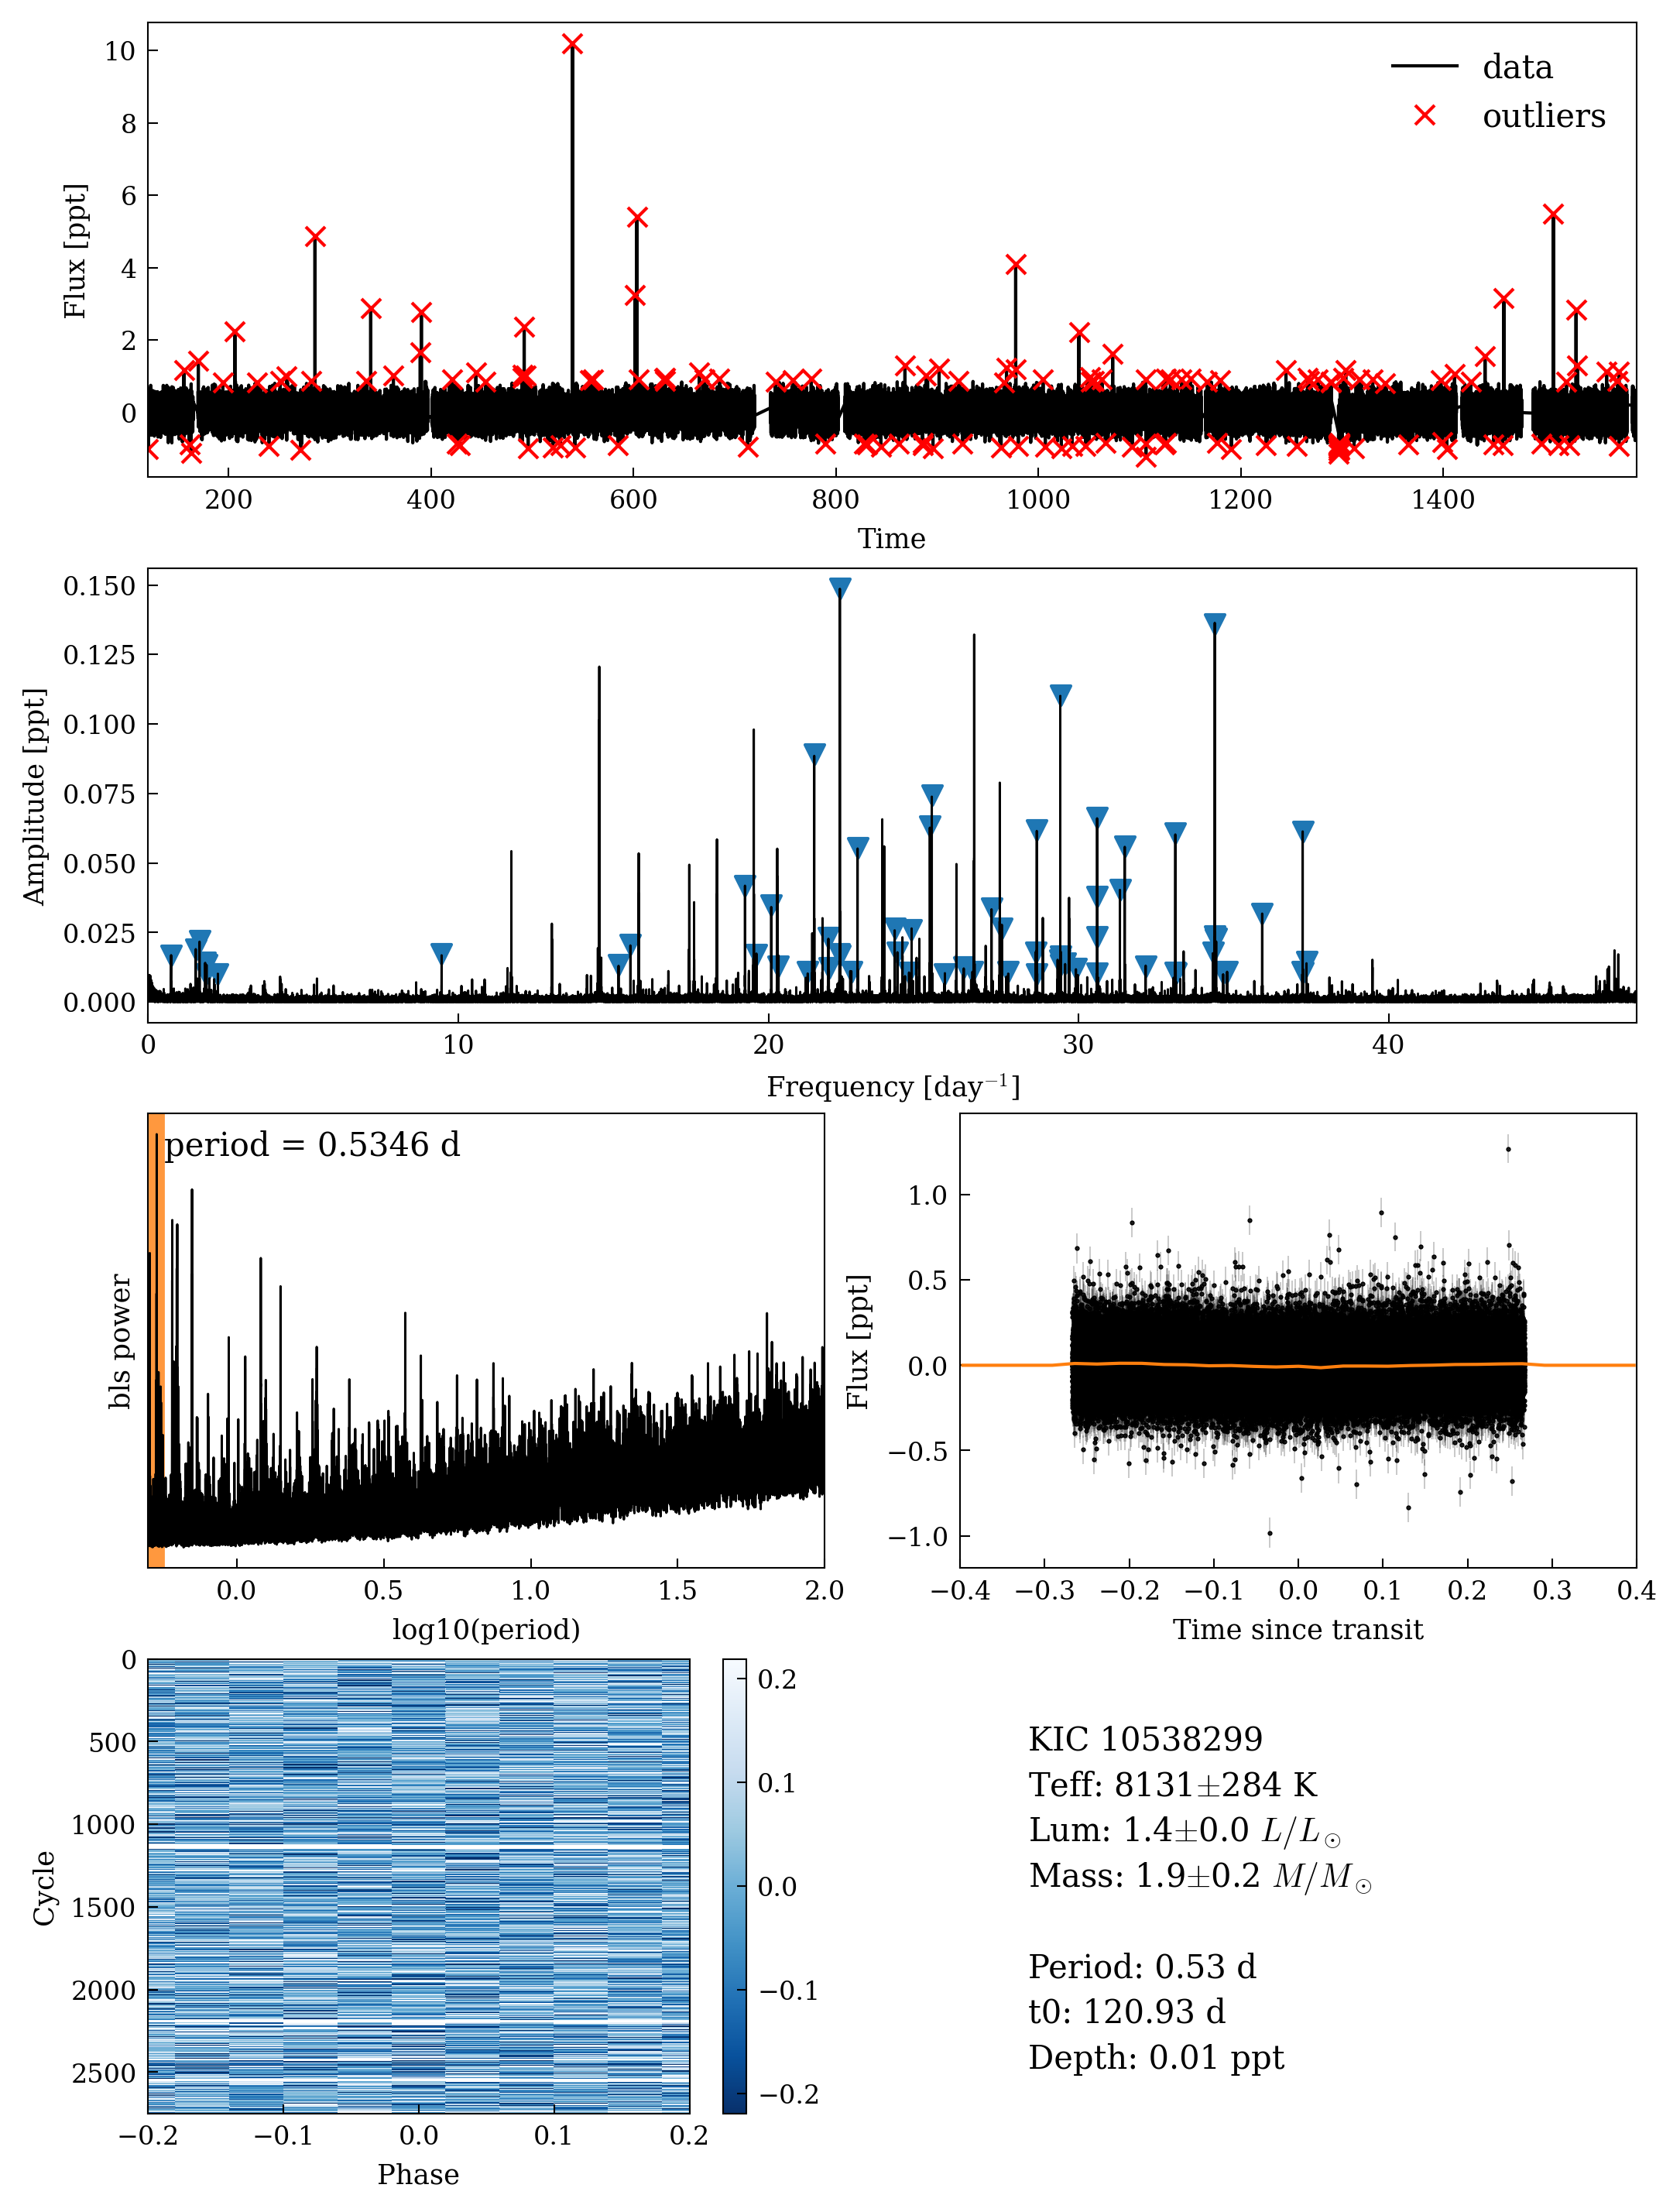 data
outliers
10
8
6
4
2
0
Flux [ppt]
200 400 600 800 1000 1200 1400
Time
0.150
0.125
0.100
0.075
0.050
0.025
0.000
Amplitude [ppt]
0 10 20 30 40
Frequency [day⁻¹]
period = 0.5346 d
bls power
0.0 0.5 1.0 1.5 2.0
log10(period)
1.0
0.5
0.0
−0.5
−1.0
Flux [ppt]
−0.4 −0.3 −0.2 −0.1 0.0 0.1 0.2 0.3 0.4
Time since transit
0
500
1000
1500
2000
2500
Cycle
−0.2 −0.1 0.0 0.1 0.2
Phase
0.2
0.1
0.0
−0.1
−0.2
KIC 10538299
Teff: 8131±284 K
Lum: 1.4±0.0 L/L⊙
Mass: 1.9±0.2 M/M⊙
Period: 0.53 d
t0: 120.93 d
Depth: 0.01 ppt